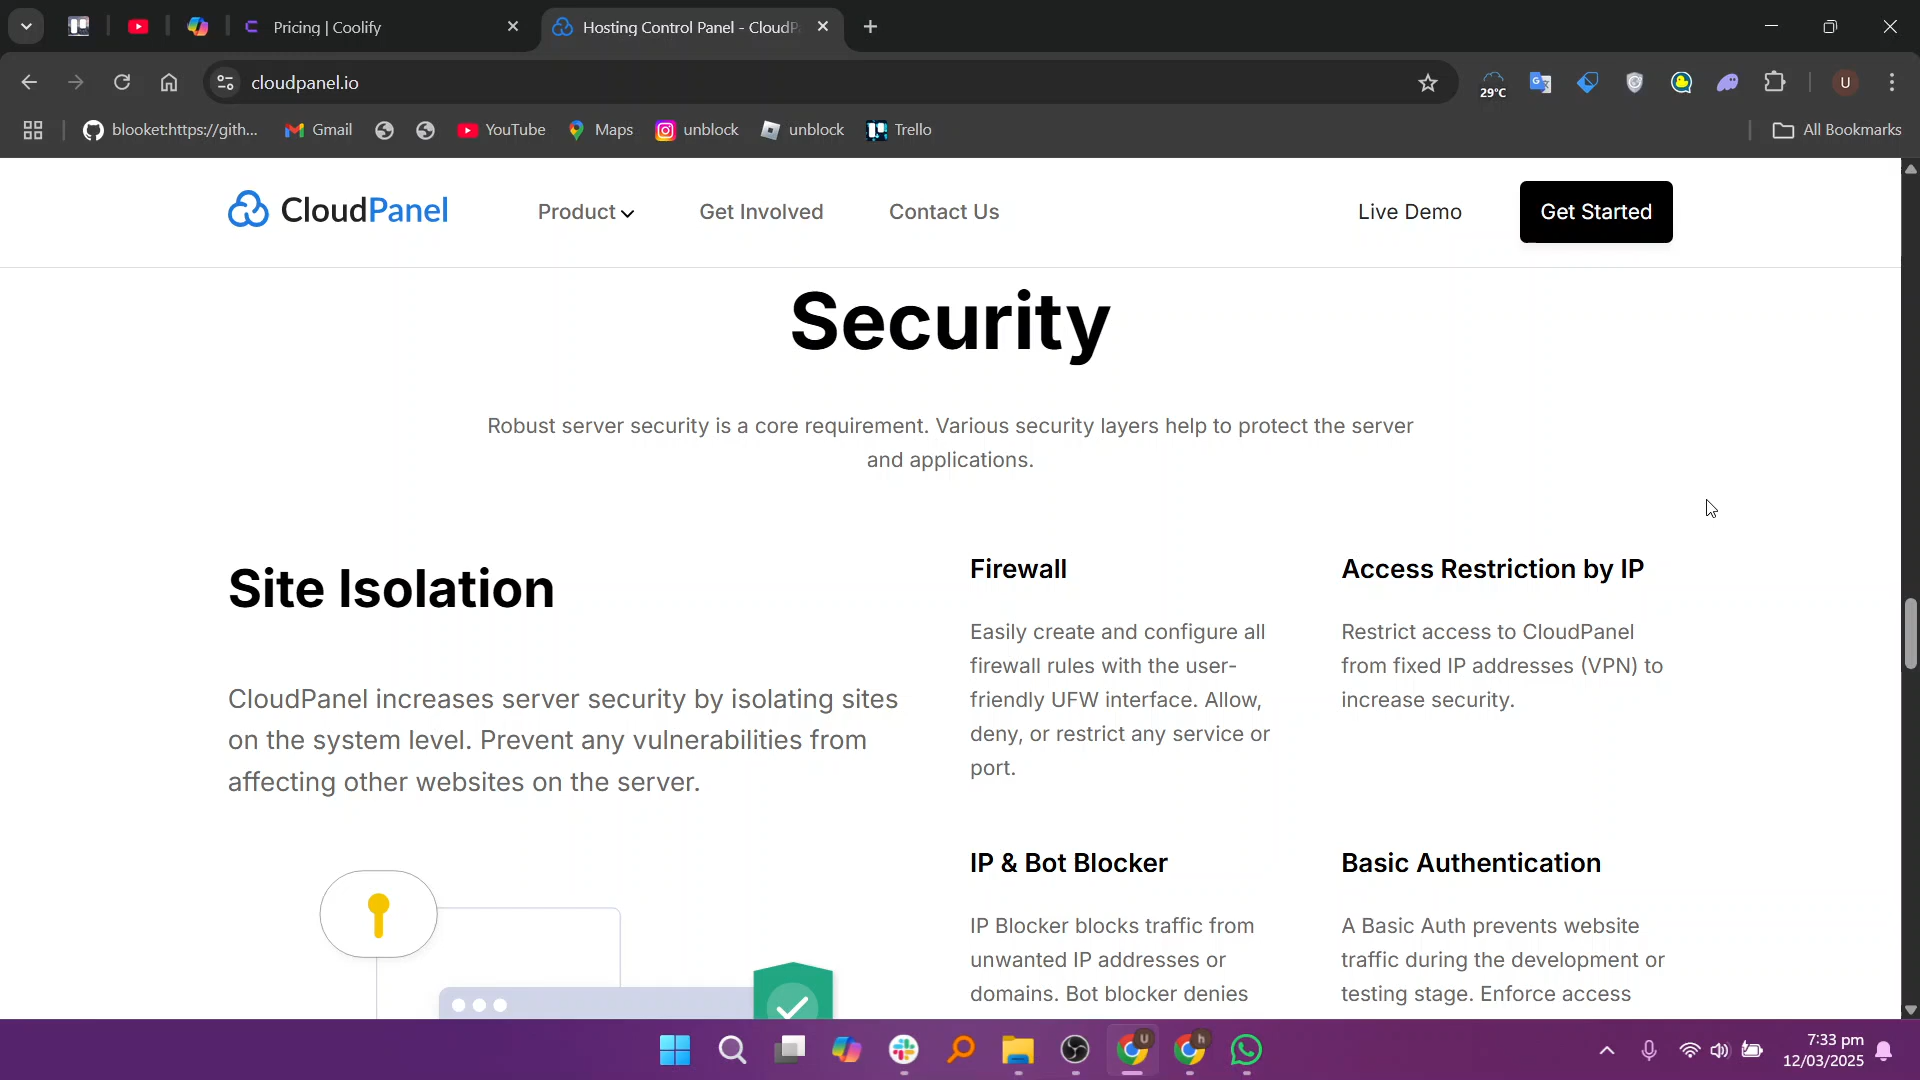 Pricing | Coolify
Hosting Control Panel - CloudP
cloudpanel.io
29°C
U
blooket:https://gith...
Gmail
YouTube
Maps
unblock
unblock
Trello
All Bookmarks
CloudPanel
Product
Get Involved
Contact Us
Live Demo
Get Started
Security
Robust server security is a core requirement. Various security layers help to protect the server
and applications.
Site Isolation
CloudPanel increases server security by isolating sites
on the system level. Prevent any vulnerabilities from
affecting other websites on the server.
Firewall
Easily create and configure all
firewall rules with the user-
friendly UFW interface. Allow,
deny, or restrict any service or
port.
Access Restriction by IP
Restrict access to CloudPanel
from fixed IP addresses (VPN) to
increase security.
IP & Bot Blocker
IP Blocker blocks traffic from
unwanted IP addresses or
domains. Bot blocker denies
Basic Authentication
A Basic Auth prevents website
traffic during the development or
testing stage. Enforce access
U
h
7:33 pm
12/03/2025